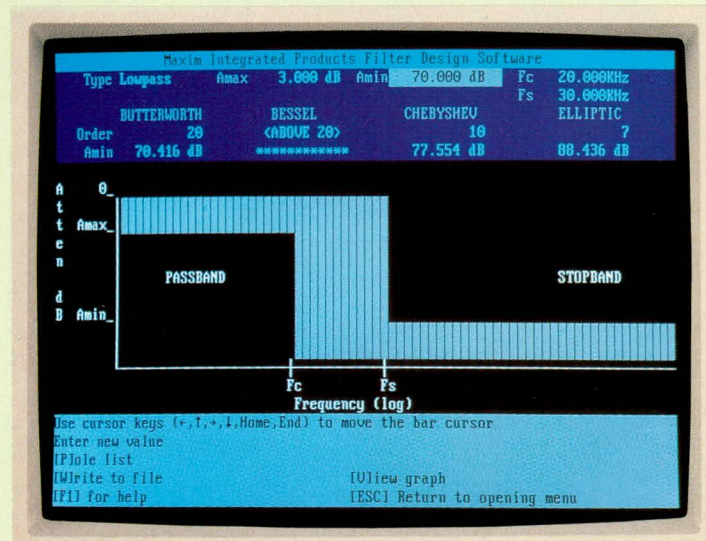 Maxim Integrated Products Filter Design Software
Type Lowpass Amax 3.000 dB Amin 70.000 dB Fc 20.000KHz
Fs 30.000KHz
BUTTERWORTH BESSEL CHEBYSHEV ELLIPTIC
Order 20 <ABOVE 20> 10 7
Amin 70.416 dB ************ 77.554 dB 88.436 dB
Atten dB
0_
Amax_
PASSBAND STOPBAND
Amin_
Fc Fs
Frequency (log)
Use cursor keys (←,↑,→,↓,Home,End) to move the bar cursor
Enter new value
[P]ole list
[W]rite to file [V]iew graph
[F1] for help [ESC] Return to opening menu